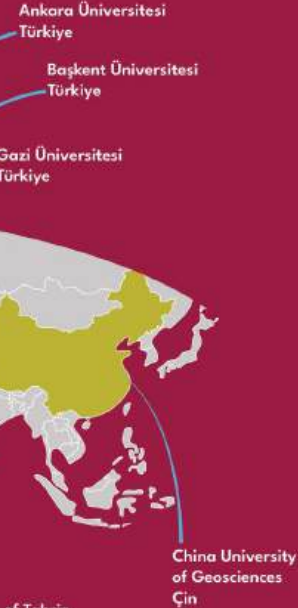 Ankara Üniversitesi
Türkiye
Başkent Üniversitesi
Türkiye
Gazi Üniversitesi
Türkiye
China University
of Geosciences
Çin